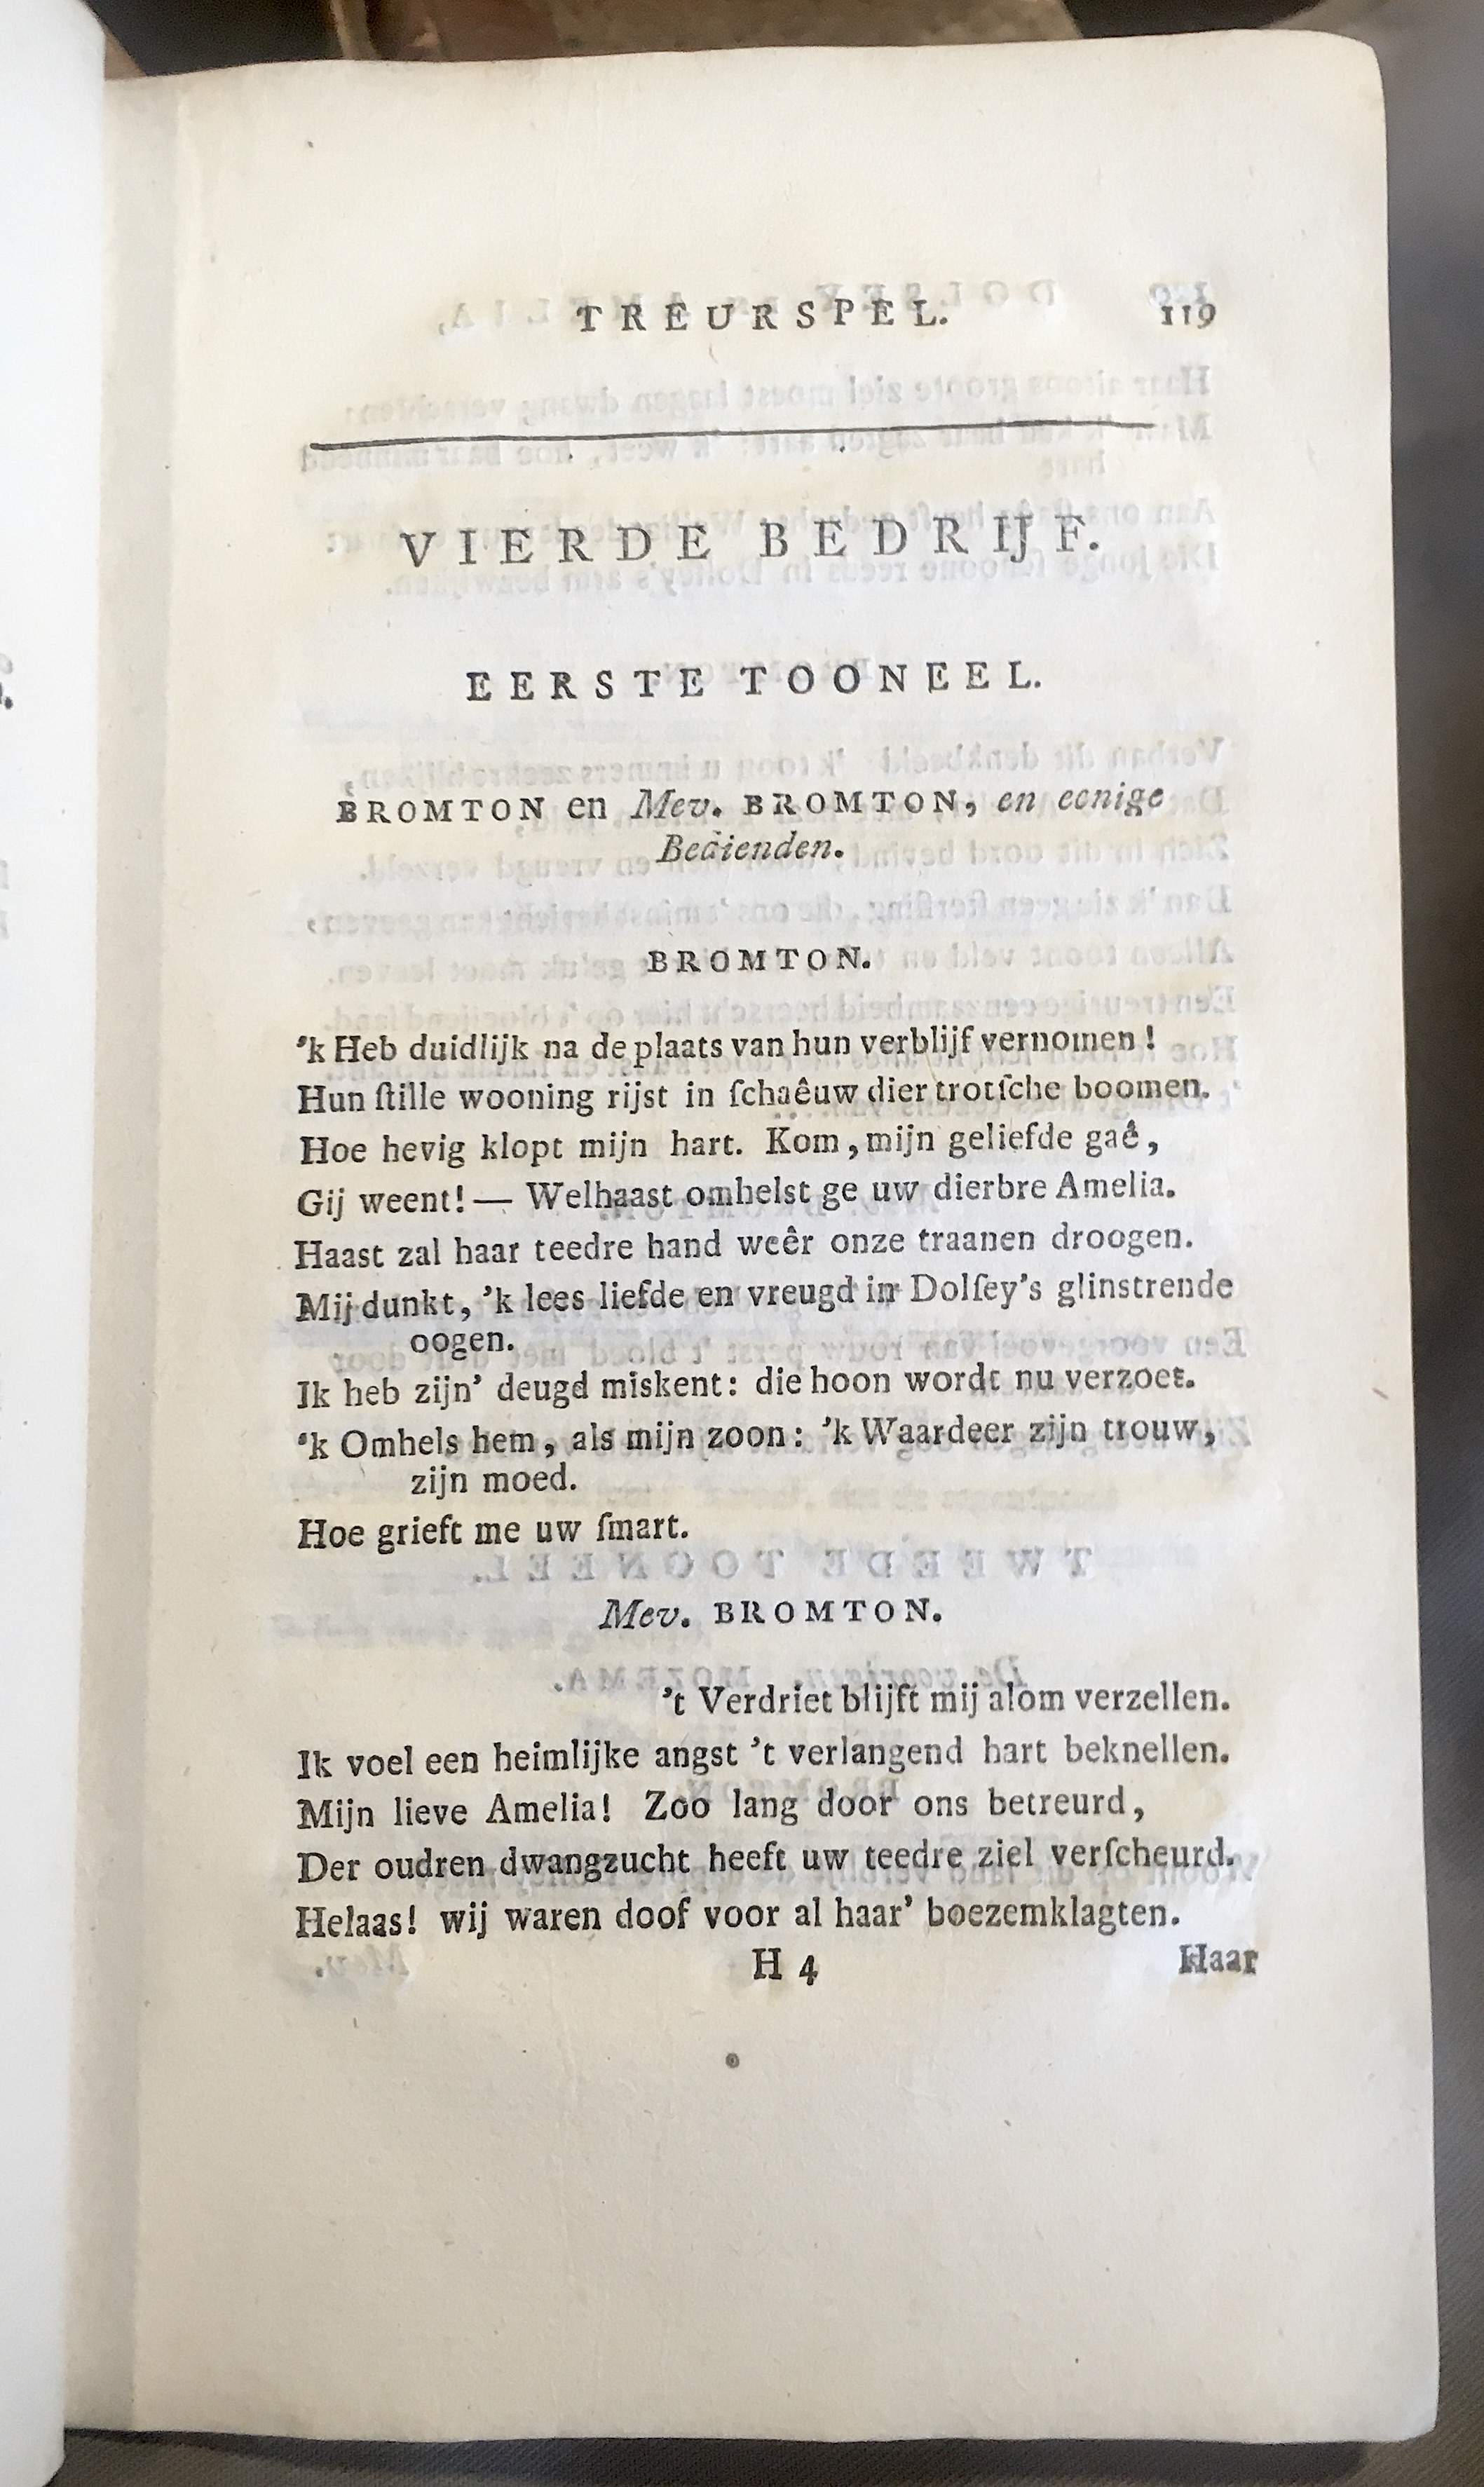 TREURSPEL. 119
VIERDE BEDRIJF.
EERSTE TOONEEL.
BROMTON en Mev. BROMTON, en eenige
Bedienden.
BROMTON.
'k Heb duidlijk na de plaats van hun verblijf vernomen!
Hun ſtille wooning rijst in ſchaêuw dier trotſche boomen.
Hoe hevig klopt mijn hart. Kom, mijn geliefde gaê,
Gij weent! — Welhaast omhelst ge uw dierbre Amelia.
Haast zal haar teedre hand weêr onze traanen droogen.
Mij dunkt, 'k lees liefde en vreugd in Dolſey's glinstrende
oogen.
Ik heb zijn' deugd miskent: die hoon wordt nu verzoet.
‘k Omhels hem, als mijn zoon: 'k Waardeer zijn trouw,
zijn moed.
Hoe grieft me uw ſmart.
Mev. BROMTON.
't Verdriet blijft mij alom verzellen.
Ik voel een heimlijke angst 't verlangend hart beknellen.
Mijn lieve Amelia! Zoo lang door ons betreurd,
Der oudren dwangzucht heeft uw teedre ziel verſcheurd.
Helaas! wij waren doof voor al haar' boezemklagten.
H 4 Haar